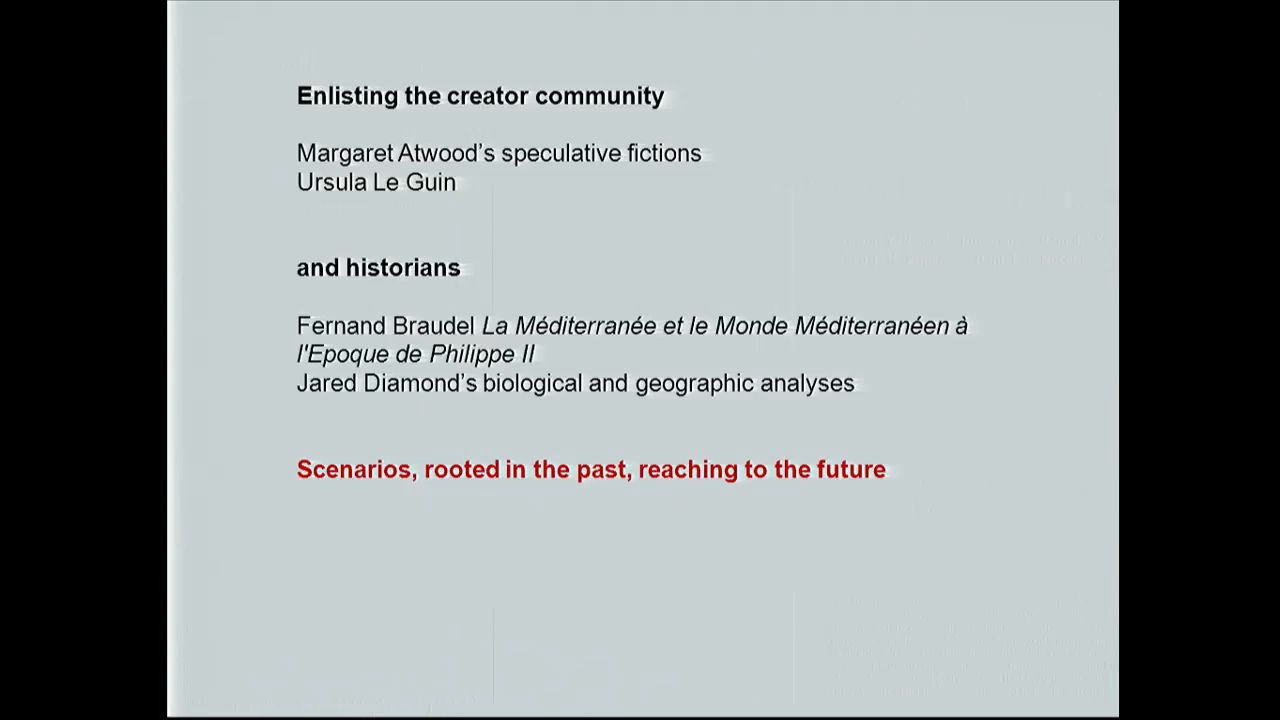 Enlisting the creator community
Margaret Atwood’s speculative fictions
Ursula Le Guin
and historians
Fernand Braudel La Méditerranée et le Monde Méditerranéen à
l'Epoque de Philippe II
Jared Diamond’s biological and geographic analyses
Scenarios, rooted in the past, reaching to the future